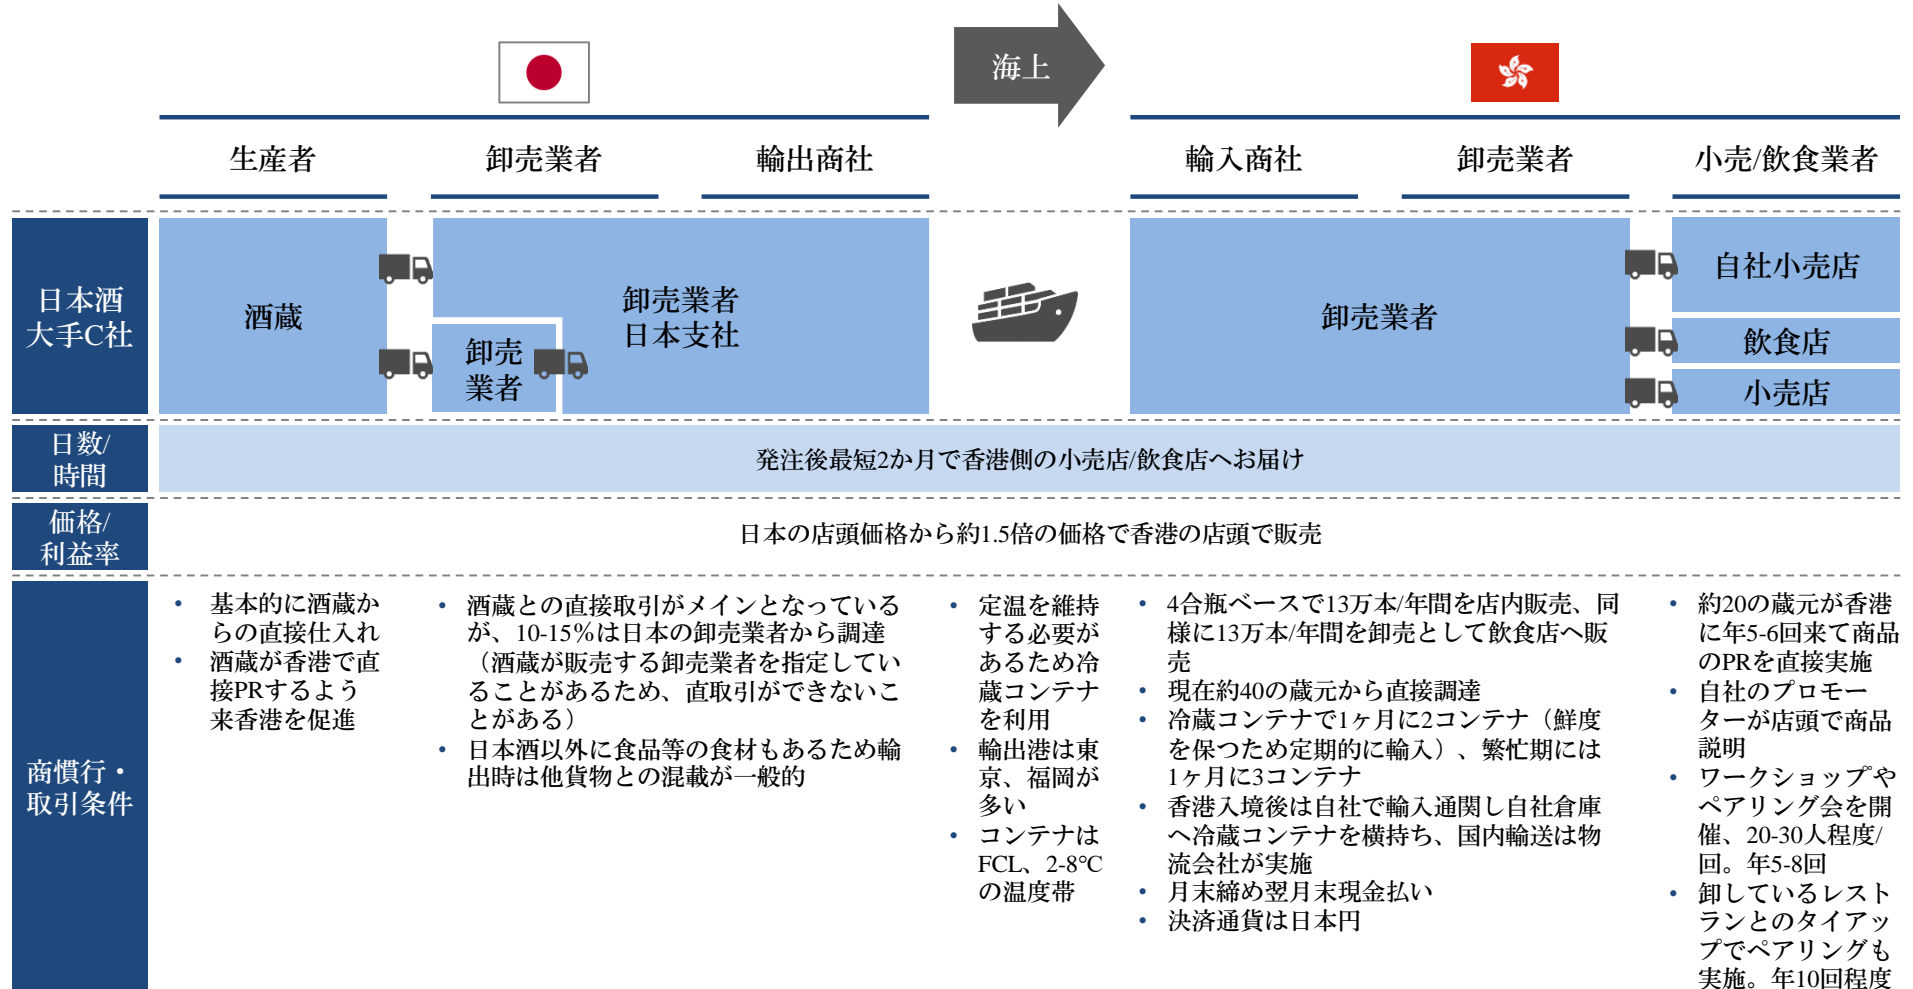 海上
生産者
卸売業者
輸出商社
輸入商社
卸売業者
小売/飲食業者
日本酒
大手C社
酒蔵
卸売業者
日本支社
卸売
業者
卸売業者
自社小売店
飲食店
小売店
日数/
時間
発注後最短2か月で香港側の小売店/飲食店へお届け
価格/
利益率
日本の店頭価格から約1.5倍の価格で香港の店頭で販売
商慣行・
取引条件
• 基本的に酒蔵か
らの直接仕入れ
• 酒蔵が香港で直
接PRするよう
来香港を促進
• 酒蔵との直接取引がメインとなっている
が、10-15%は日本の卸売業者から調達
（酒蔵が販売する卸売業者を指定してい
ることがあるため、直取引ができないこ
とがある）
• 日本酒以外に食品等の食材もあるため輸
出時は他貨物との混載が一般的
• 定温を維持
する必要が
あるため冷
蔵コンテナ
を利用
• 輸出港は東
京、福岡が
多い
• コンテナは
FCL、2-8℃
の温度帯
• 4合瓶ベースで13万本/年間を店内販売、同
様に13万本/年間を卸売として飲食店へ販
売
• 現在約40の蔵元から直接調達
• 冷蔵コンテナで1ヶ月に2コンテナ（鮮度
を保つため定期的に輸入）、繁忙期には
1ヶ月に3コンテナ
• 香港入境後は自社で輸入通関し自社倉庫
へ冷蔵コンテナを横持ち、国内輸送は物
流会社が実施
• 月末締め翌月末現金払い
• 決済通貨は日本円
• 約20の蔵元が香港
に年5-6回来て商品
のPRを直接実施
• 自社のプロモー
ターが店頭で商品
説明
• ワークショップや
ペアリング会を開
催、20-30人程度/
回。年5-8回
• 卸しているレスト
ランとのタイアッ
プでペアリングも
実施。年10回程度